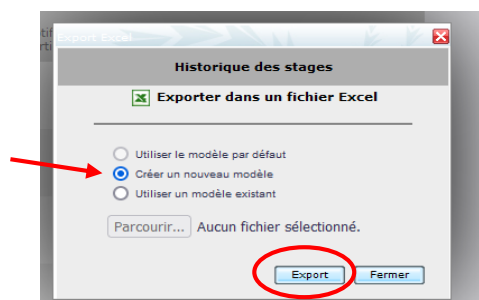 Export Excel
Historique des stages
Exporter dans un fichier Excel
Utiliser le modèle par défaut
Créer un nouveau modèle
Utiliser un modèle existant
Parcourir... Aucun fichier sélectionné.
Export Fermer